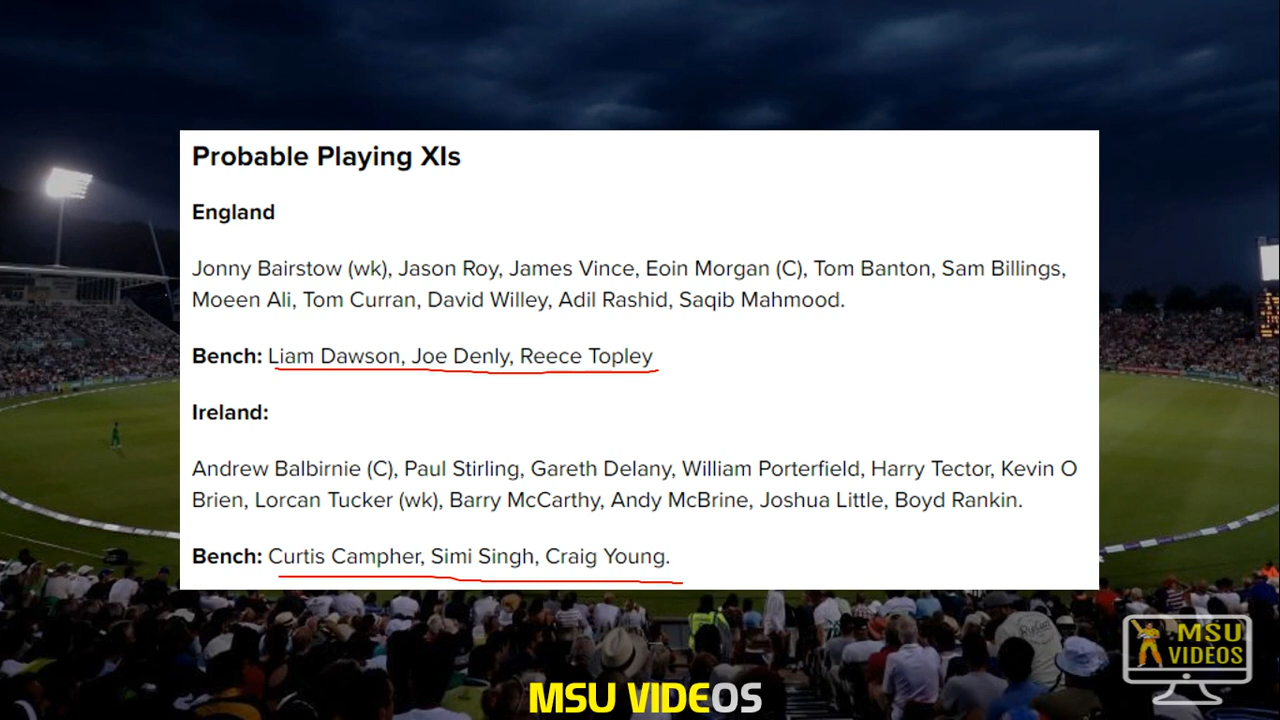 Probable Playing XIs
England
Jonny Bairstow (wk), Jason Roy, James Vince, Eoin Morgan (C), Tom Banton, Sam Billings,
Moeen Ali, Tom Curran, David Willey, Adil Rashid, Saqib Mahmood.
Bench: Liam Dawson, Joe Denly, Reece Topley
Ireland:
Andrew Balbirnie (C), Paul Stirling, Gareth Delany, William Porterfield, Harry Tector, Kevin O
Brien, Lorcan Tucker (wk), Barry McCarthy, Andy McBrine, Joshua Little, Boyd Rankin.
Bench: Curtis Campher, Simi Singh, Craig Young.
MSU
VIDEOS
MSU VIDEOS